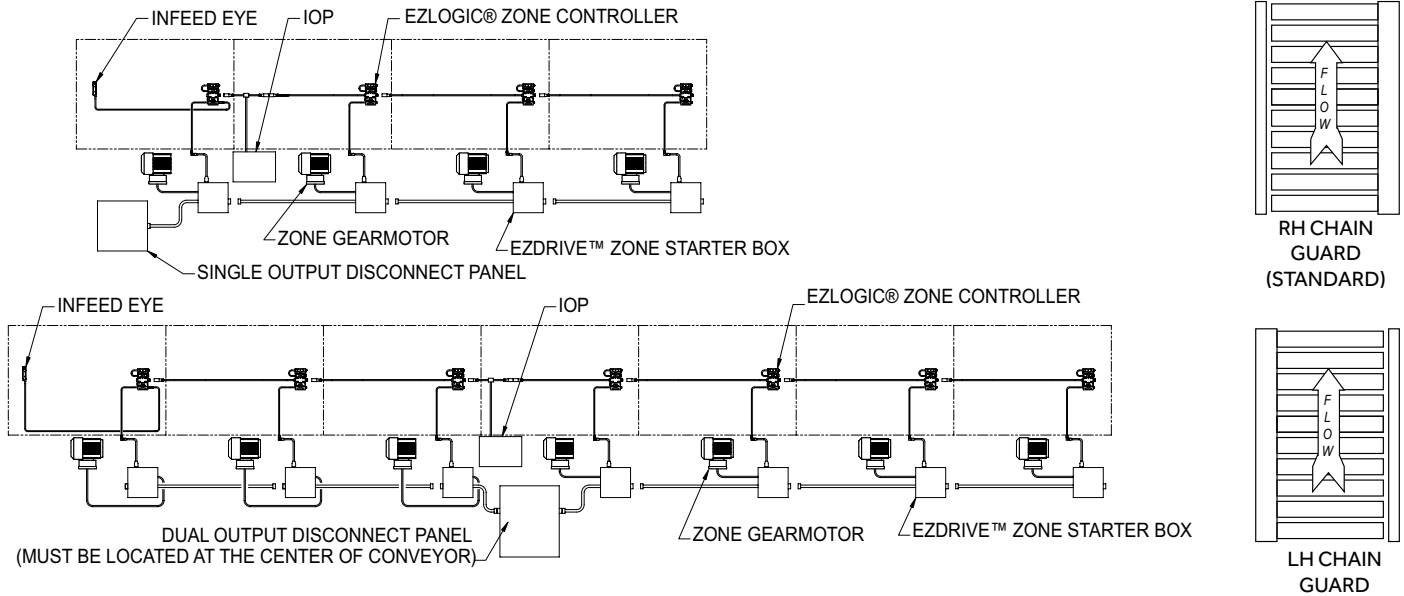 INFEED EYE
IOP
EZLOGIC® ZONE CONTROLLER
ZONE GEARMOTOR
EZDRIVE™ ZONE STARTER BOX
SINGLE OUTPUT DISCONNECT PANEL
FLOW
RH CHAIN
GUARD
(STANDARD)
INFEED EYE
IOP
EZLOGIC® ZONE CONTROLLER
DUAL OUTPUT DISCONNECT PANEL
(MUST BE LOCATED AT THE CENTER OF CONVEYOR)
ZONE GEARMOTOR
EZDRIVE™ ZONE STARTER BOX
FLOW
LH CHAIN
GUARD